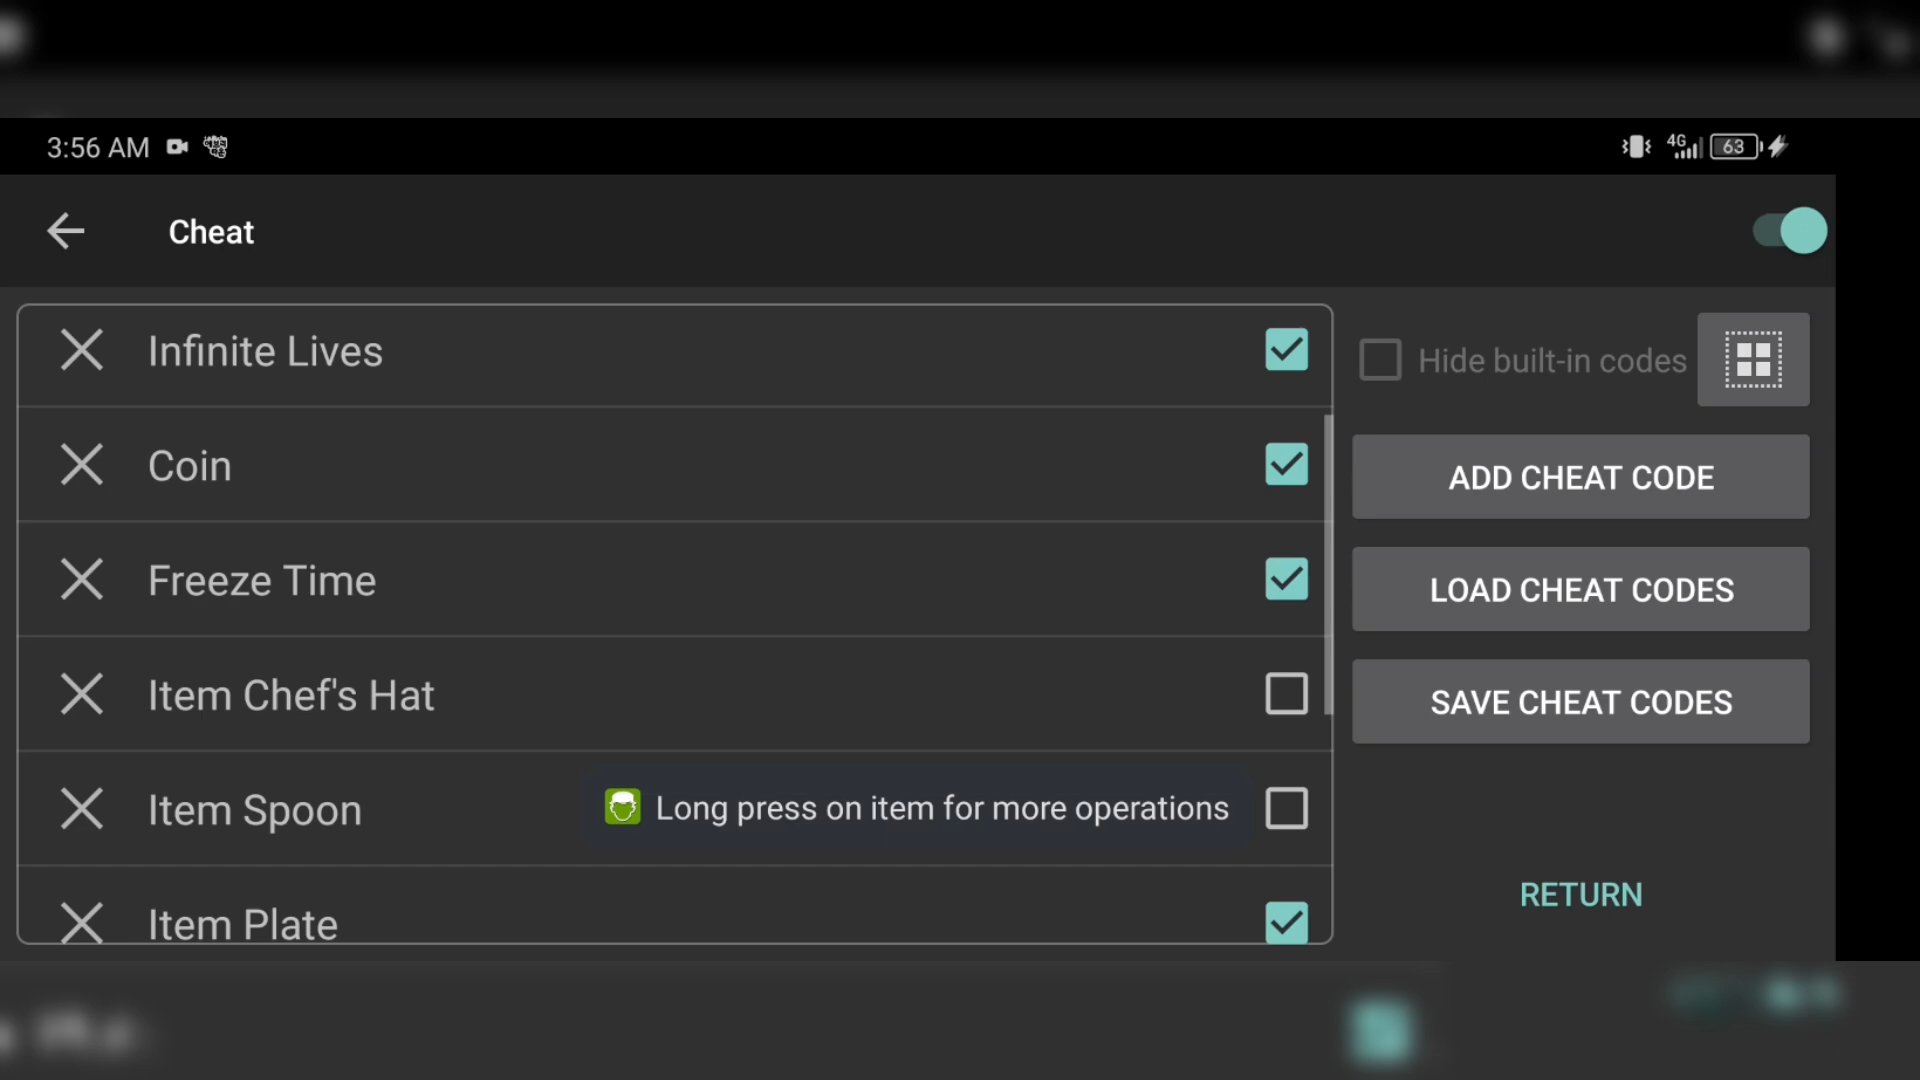 3:56 AM
4G
63
Cheat
Infinite Lives
Hide built-in codes
Coin
ADD CHEAT CODE
Freeze Time
LOAD CHEAT CODES
Item Chef's Hat
SAVE CHEAT CODES
Item Spoon
Long press on item for more operations
Item Plate
RETURN